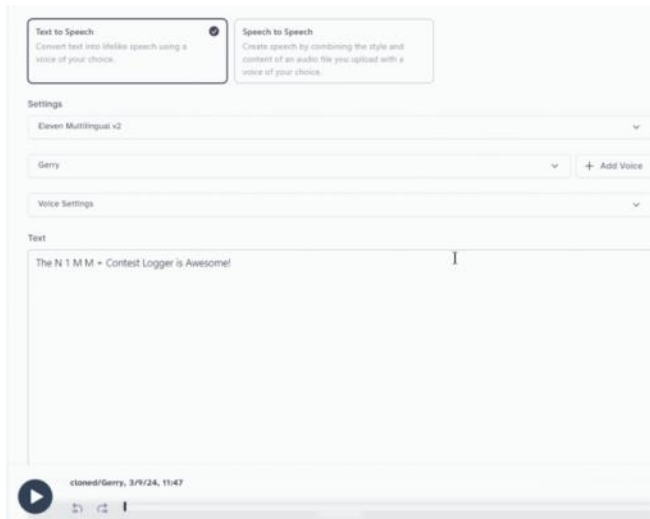 Text to Speech
Convert text into lifelike speech using a
voice of your choice.
Speech to Speech
Create speech by combining the style and
content of an audio file you upload with a
voice of your choice.
Settings
Eleven Multilingual v2
Gerry
+ Add Voice
Voice Settings
Text
The N 1 M M + Contest Logger is Awesome!
cloned/Gerry, 3/9/24, 11:47